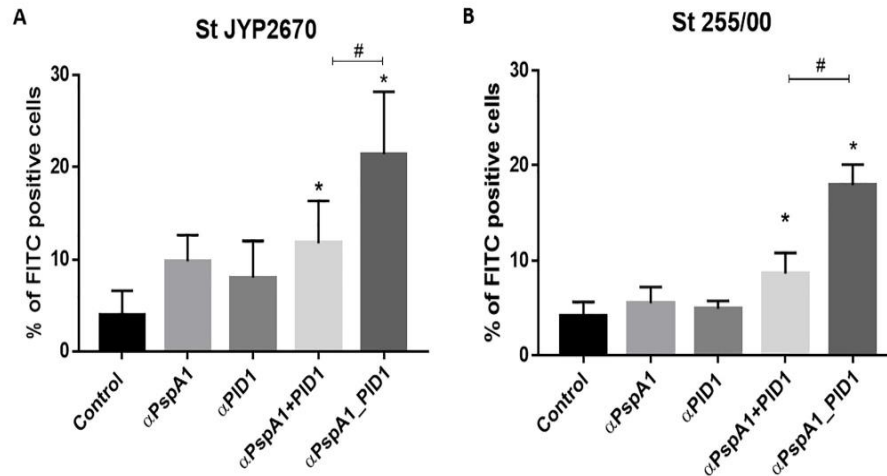 A
St JYP2670
% of FITC positive cells
30
20
10
0
*
#
*
Control
αPspA1
αPID1
αPspA1+PID1
αPspA1_PID1
B
St 255/00
% of FITC positive cells
30
20
10
0
*
#
*
Control
αPspA1
αPID1
αPspA1+PID1
αPspA1_PID1